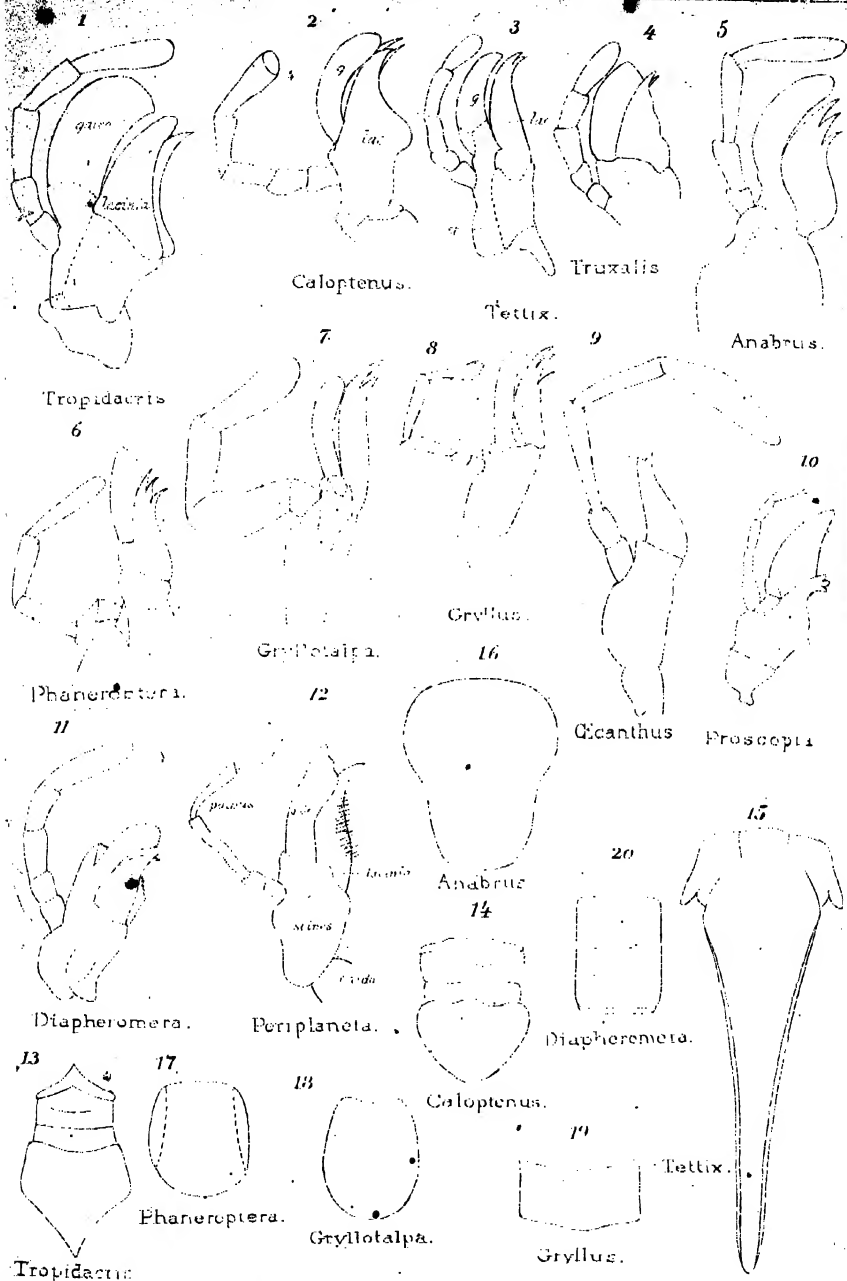 1
2
3
4
5
galea
lacinia
g
lac
g
lac
Tropidacris
Caloptenus.
Tettix.
Truxalis
Anabrus.
6
7
8
9
10
Phaneroptera.
Gryllotalpa.
Gryllus.
Œcanthus
Proscopia
11
12
16
palpus
lacinia
stipes
cardo
Diapheromera.
Periplaneta.
Anabrus
14
20
15
Caloptenus.
Diapheromera.
Tettix.
13
17
18
19
Tropidacris
Phaneroptera.
Gryllotalpa.
Gryllus.